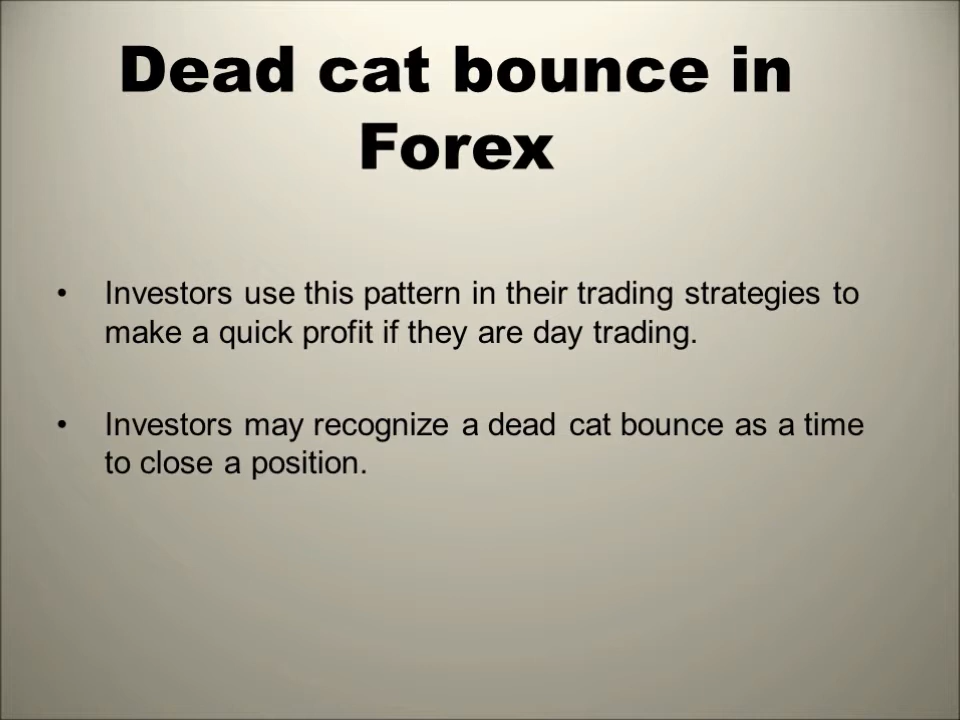 Dead cat bounce in
Forex
• Investors use this pattern in their trading strategies to
make a quick profit if they are day trading.
• Investors may recognize a dead cat bounce as a time
to close a position.